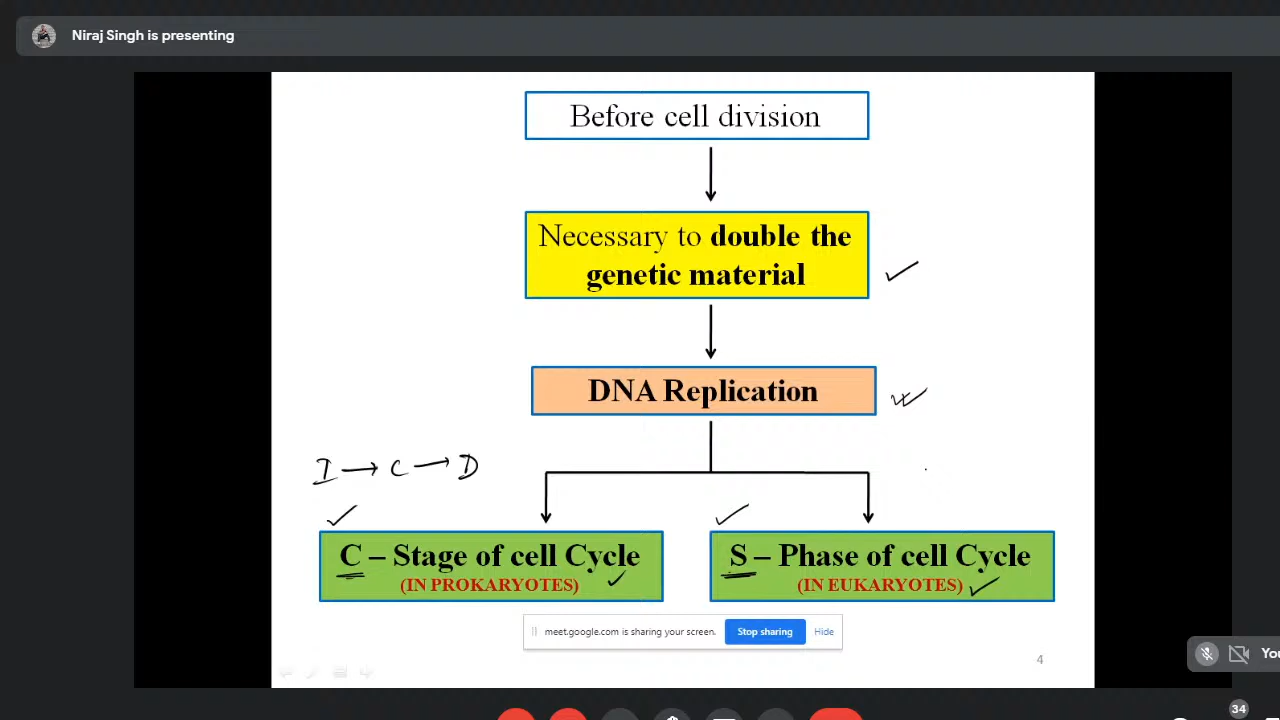 Niraj Singh is presenting
Before cell division
Necessary to double the
genetic material
DNA Replication
I → C → D
C – Stage of cell Cycle
(IN PROKARYOTES)
S – Phase of cell Cycle
(IN EUKARYOTES)
meet.google.com is sharing your screen.
Stop sharing
Hide
4
You
34